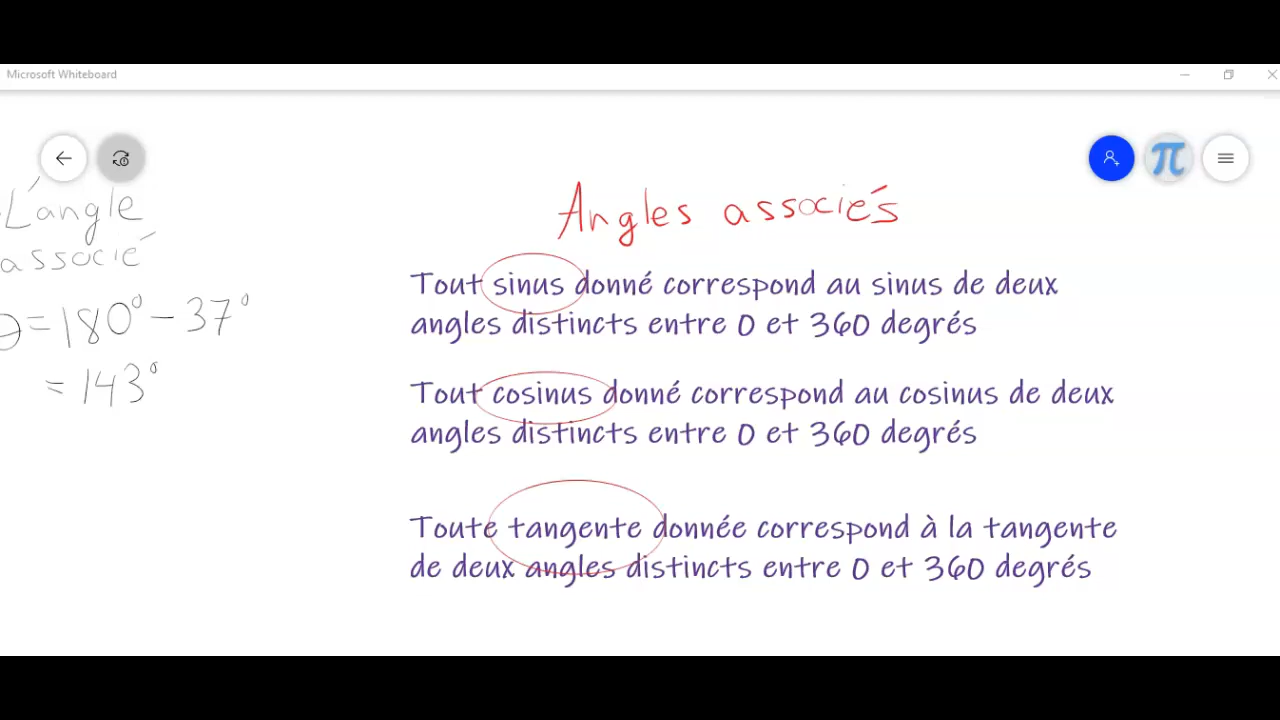 Microsoft Whiteboard
L'angle
associé
= 180° - 37°
= 143°
π
Angles associés
Tout sinus donné correspond au sinus de deux
angles distincts entre 0 et 360 degrés
Tout cosinus donné correspond au cosinus de deux
angles distincts entre 0 et 360 degrés
Toute tangente donnée correspond à la tangente
de deux angles distincts entre 0 et 360 degrés